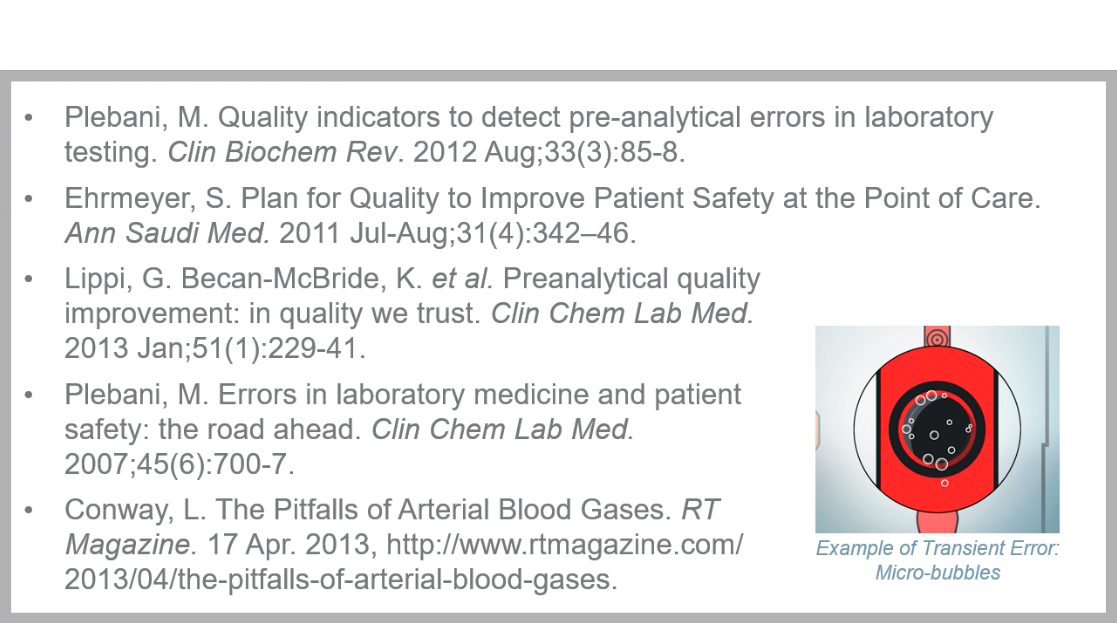 • Plebani, M. Quality indicators to detect pre-analytical errors in laboratory
testing. Clin Biochem Rev. 2012 Aug;33(3):85-8.
• Ehrmeyer, S. Plan for Quality to Improve Patient Safety at the Point of Care.
Ann Saudi Med. 2011 Jul-Aug;31(4):342–46.
• Lippi, G. Becan-McBride, K. et al. Preanalytical quality
improvement: in quality we trust. Clin Chem Lab Med.
2013 Jan;51(1):229-41.
• Plebani, M. Errors in laboratory medicine and patient
safety: the road ahead. Clin Chem Lab Med.
2007;45(6):700-7.
• Conway, L. The Pitfalls of Arterial Blood Gases. RT
Magazine. 17 Apr. 2013, http://www.rtmagazine.com/
2013/04/the-pitfalls-of-arterial-blood-gases.
Example of Transient Error:
Micro-bubbles